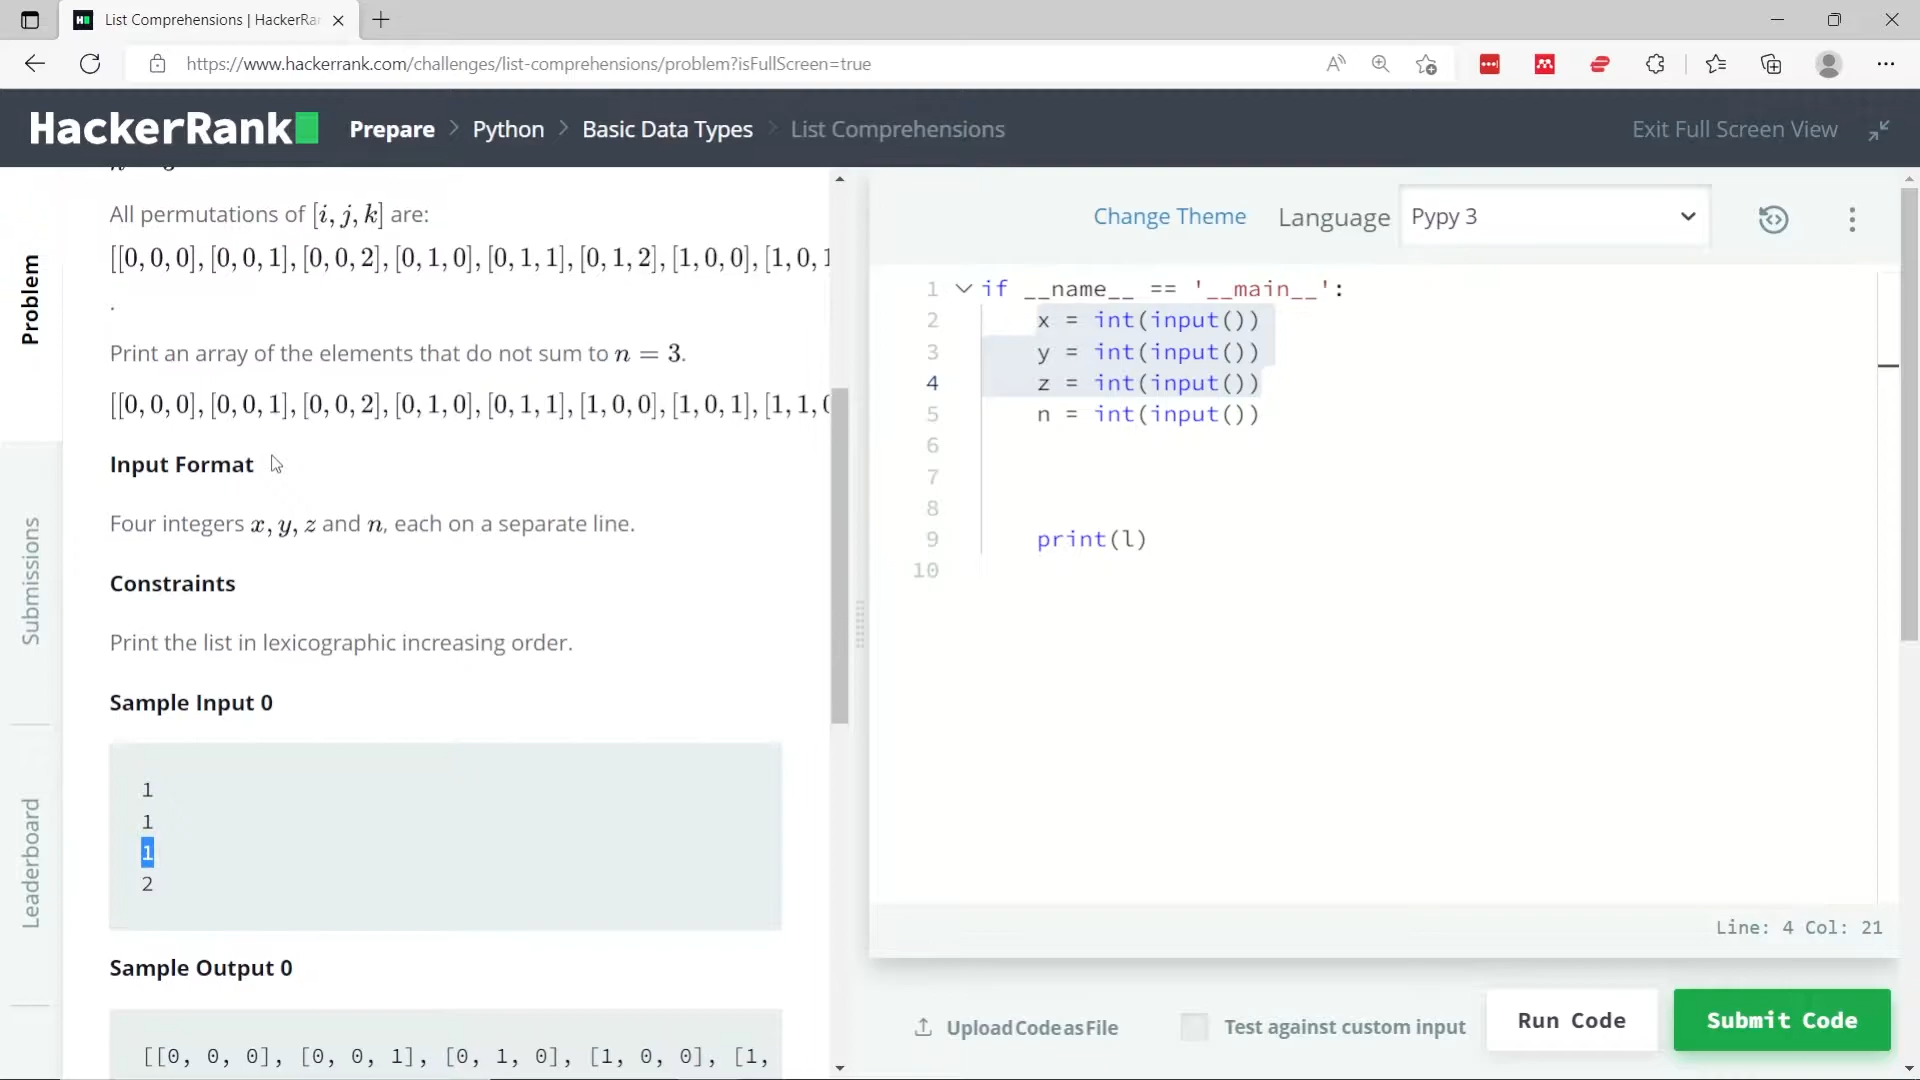 List Comprehensions | HackerRa
https://www.hackerrank.com/challenges/list-comprehensions/problem?isFullScreen=true
HackerRank
Prepare > Python > Basic Data Types > List Comprehensions
Exit Full Screen View
Problem
Submissions
Leaderboard
All permutations of [i, j, k] are:
[[0, 0, 0], [0, 0, 1], [0, 0, 2], [0, 1, 0], [0, 1, 1], [0, 1, 2], [1, 0, 0], [1, 0, 1
.
Print an array of the elements that do not sum to n = 3.
[[0, 0, 0], [0, 0, 1], [0, 0, 2], [0, 1, 0], [0, 1, 1], [1, 0, 0], [1, 0, 1], [1, 1, 0
Input Format
Four integers x, y, z and n, each on a separate line.
Constraints
Print the list in lexicographic increasing order.
Sample Input 0
1
1
1
2
Sample Output 0
[[0, 0, 0], [0, 0, 1], [0, 1, 0], [1, 0, 0], [1,
Change Theme
Language
Pypy 3
1 if __name__ == '__main__':
2 x = int(input())
3 y = int(input())
4 z = int(input())
5 n = int(input())
6
7
8
9 print(l)
10
Line: 4 Col: 21
Upload Code as File
Test against custom input
Run Code
Submit Code